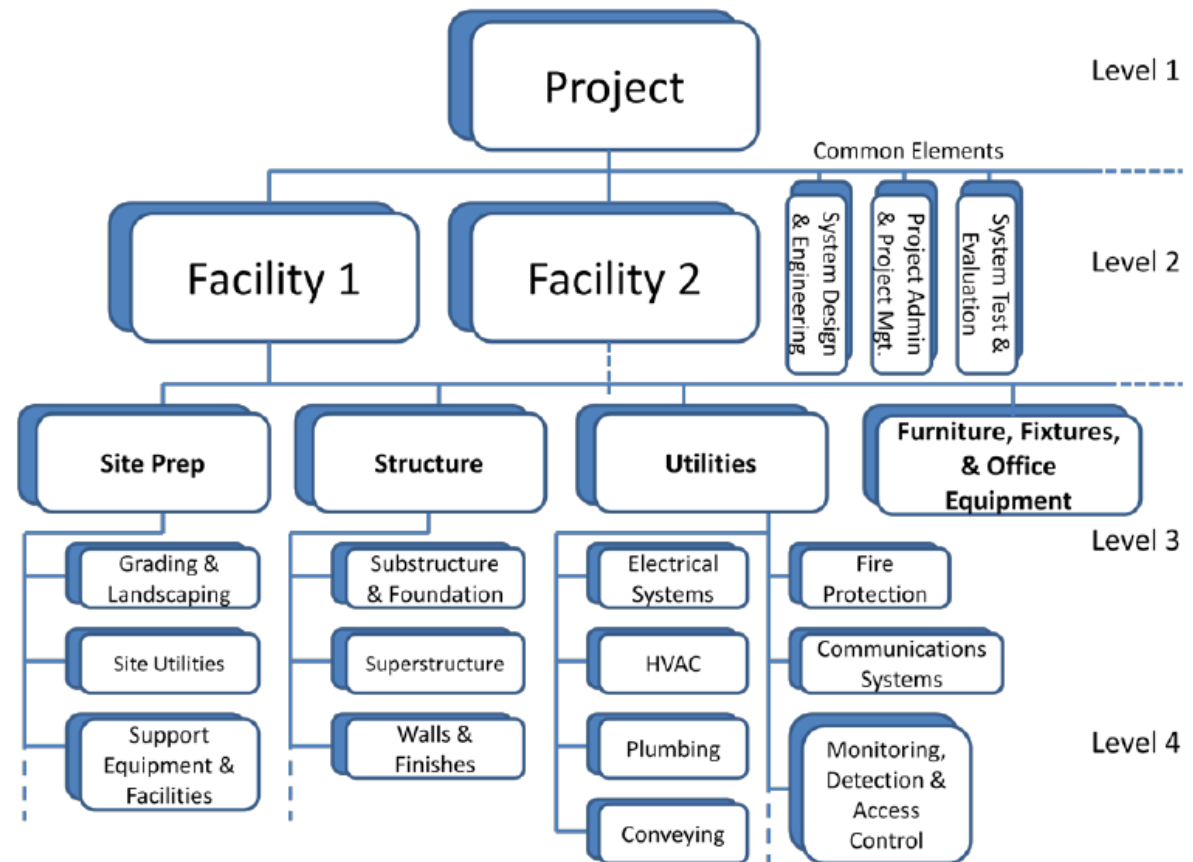 Project
Level 1
Common Elements
Facility 1
Facility 2
System Design
& Engineering
Project Admin
& Project Mgt.
System Test &
Evaluation
Level 2
Site Prep
Structure
Utilities
Furniture, Fixtures,
& Office
Equipment
Level 3
Grading &
Landscaping
Site Utilities
Support
Equipment &
Facilities
Substructure
& Foundation
Superstructure
Walls &
Finishes
Electrical
Systems
HVAC
Plumbing
Conveying
Fire
Protection
Communications
Systems
Monitoring,
Detection &
Access
Control
Level 4